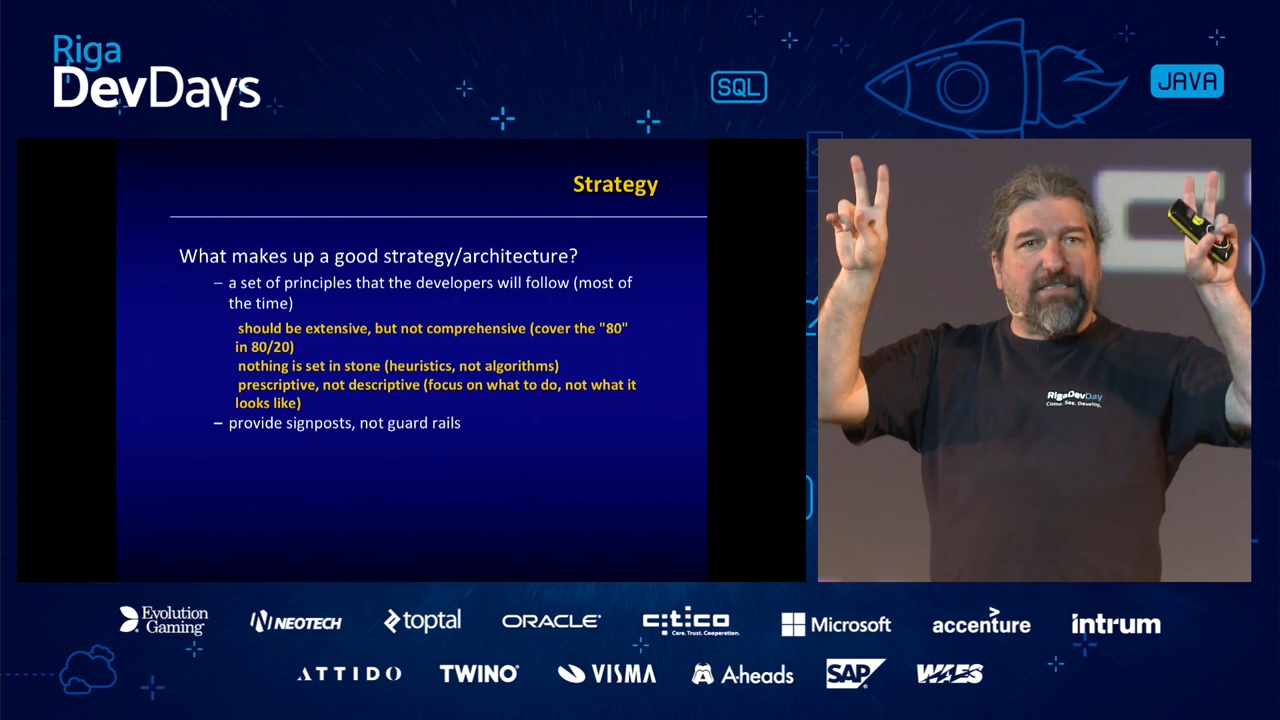 Riga
DevDays
SQL
JAVA
Strategy
What makes up a good strategy/architecture?
– a set of principles that the developers will follow (most of
the time)
should be extensive, but not comprehensive (cover the "80"
in 80/20)
nothing is set in stone (heuristics, not algorithms)
prescriptive, not descriptive (focus on what to do, not what it
looks like)
– provide signposts, not guard rails
RigaDevDay
Come. See. Develop.
Evolution
Gaming
NEOTECH
toptal
ORACLE
citico
Care. Trust. Cooperation.
Microsoft
accenture
intrum
ATTIDO
TWINO
VISMA
A-heads
SAP
WAES